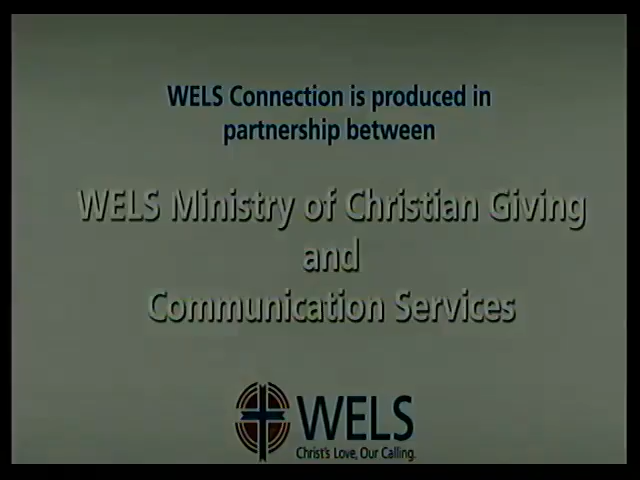 WELS Connection is produced in
partnership between
WELS Ministry of Christian Giving
and
Communication Services
WELS
Christ's Love, Our Calling.